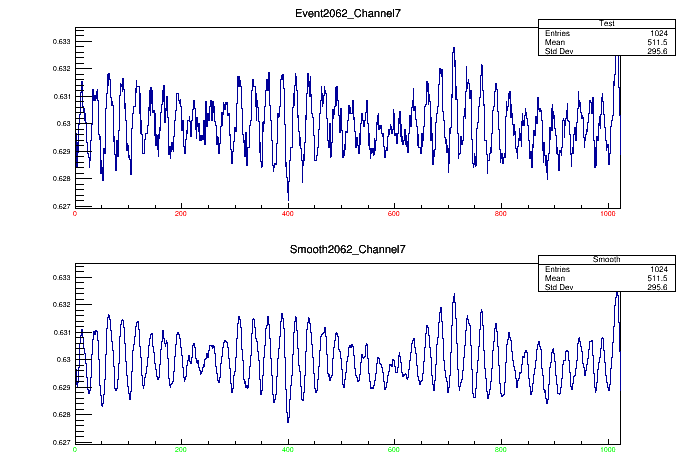 Event2062_Channel7
Test
Entries 1024
Mean 511.5
Std Dev 295.6
0.633
0.632
0.631
0.63
0.629
0.628
0.627
0 200 400 600 800 1000
Smooth2062_Channel7
Smooth
Entries 1024
Mean 511.5
Std Dev 295.6
0.633
0.632
0.631
0.63
0.629
0.628
0.627
0 200 400 600 800 1000